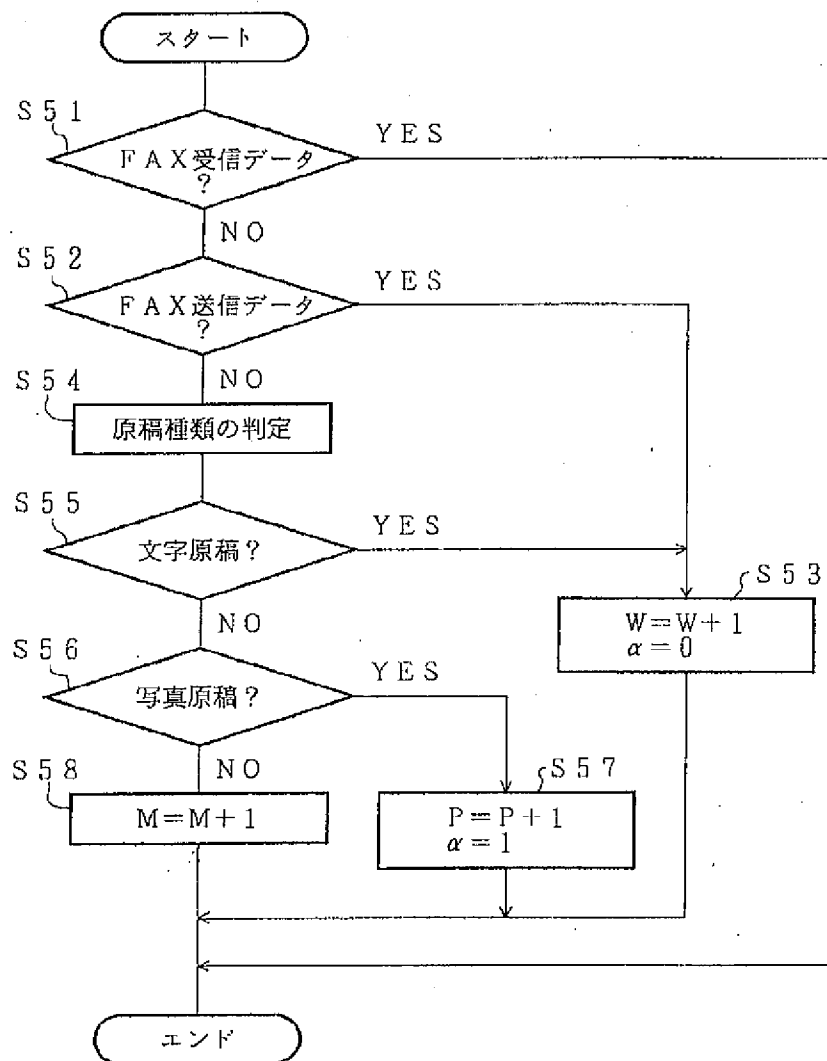 スタート
S51
FAX受信データ
?
YES
NO
S52
FAX送信データ
?
YES
NO
S54
原稿種類の判定
S55
文字原稿?
YES
NO
S53
W=W+1
α=0
S56
写真原稿?
YES
NO
S58
M=M+1
S57
P=P+1
α=1
エンド